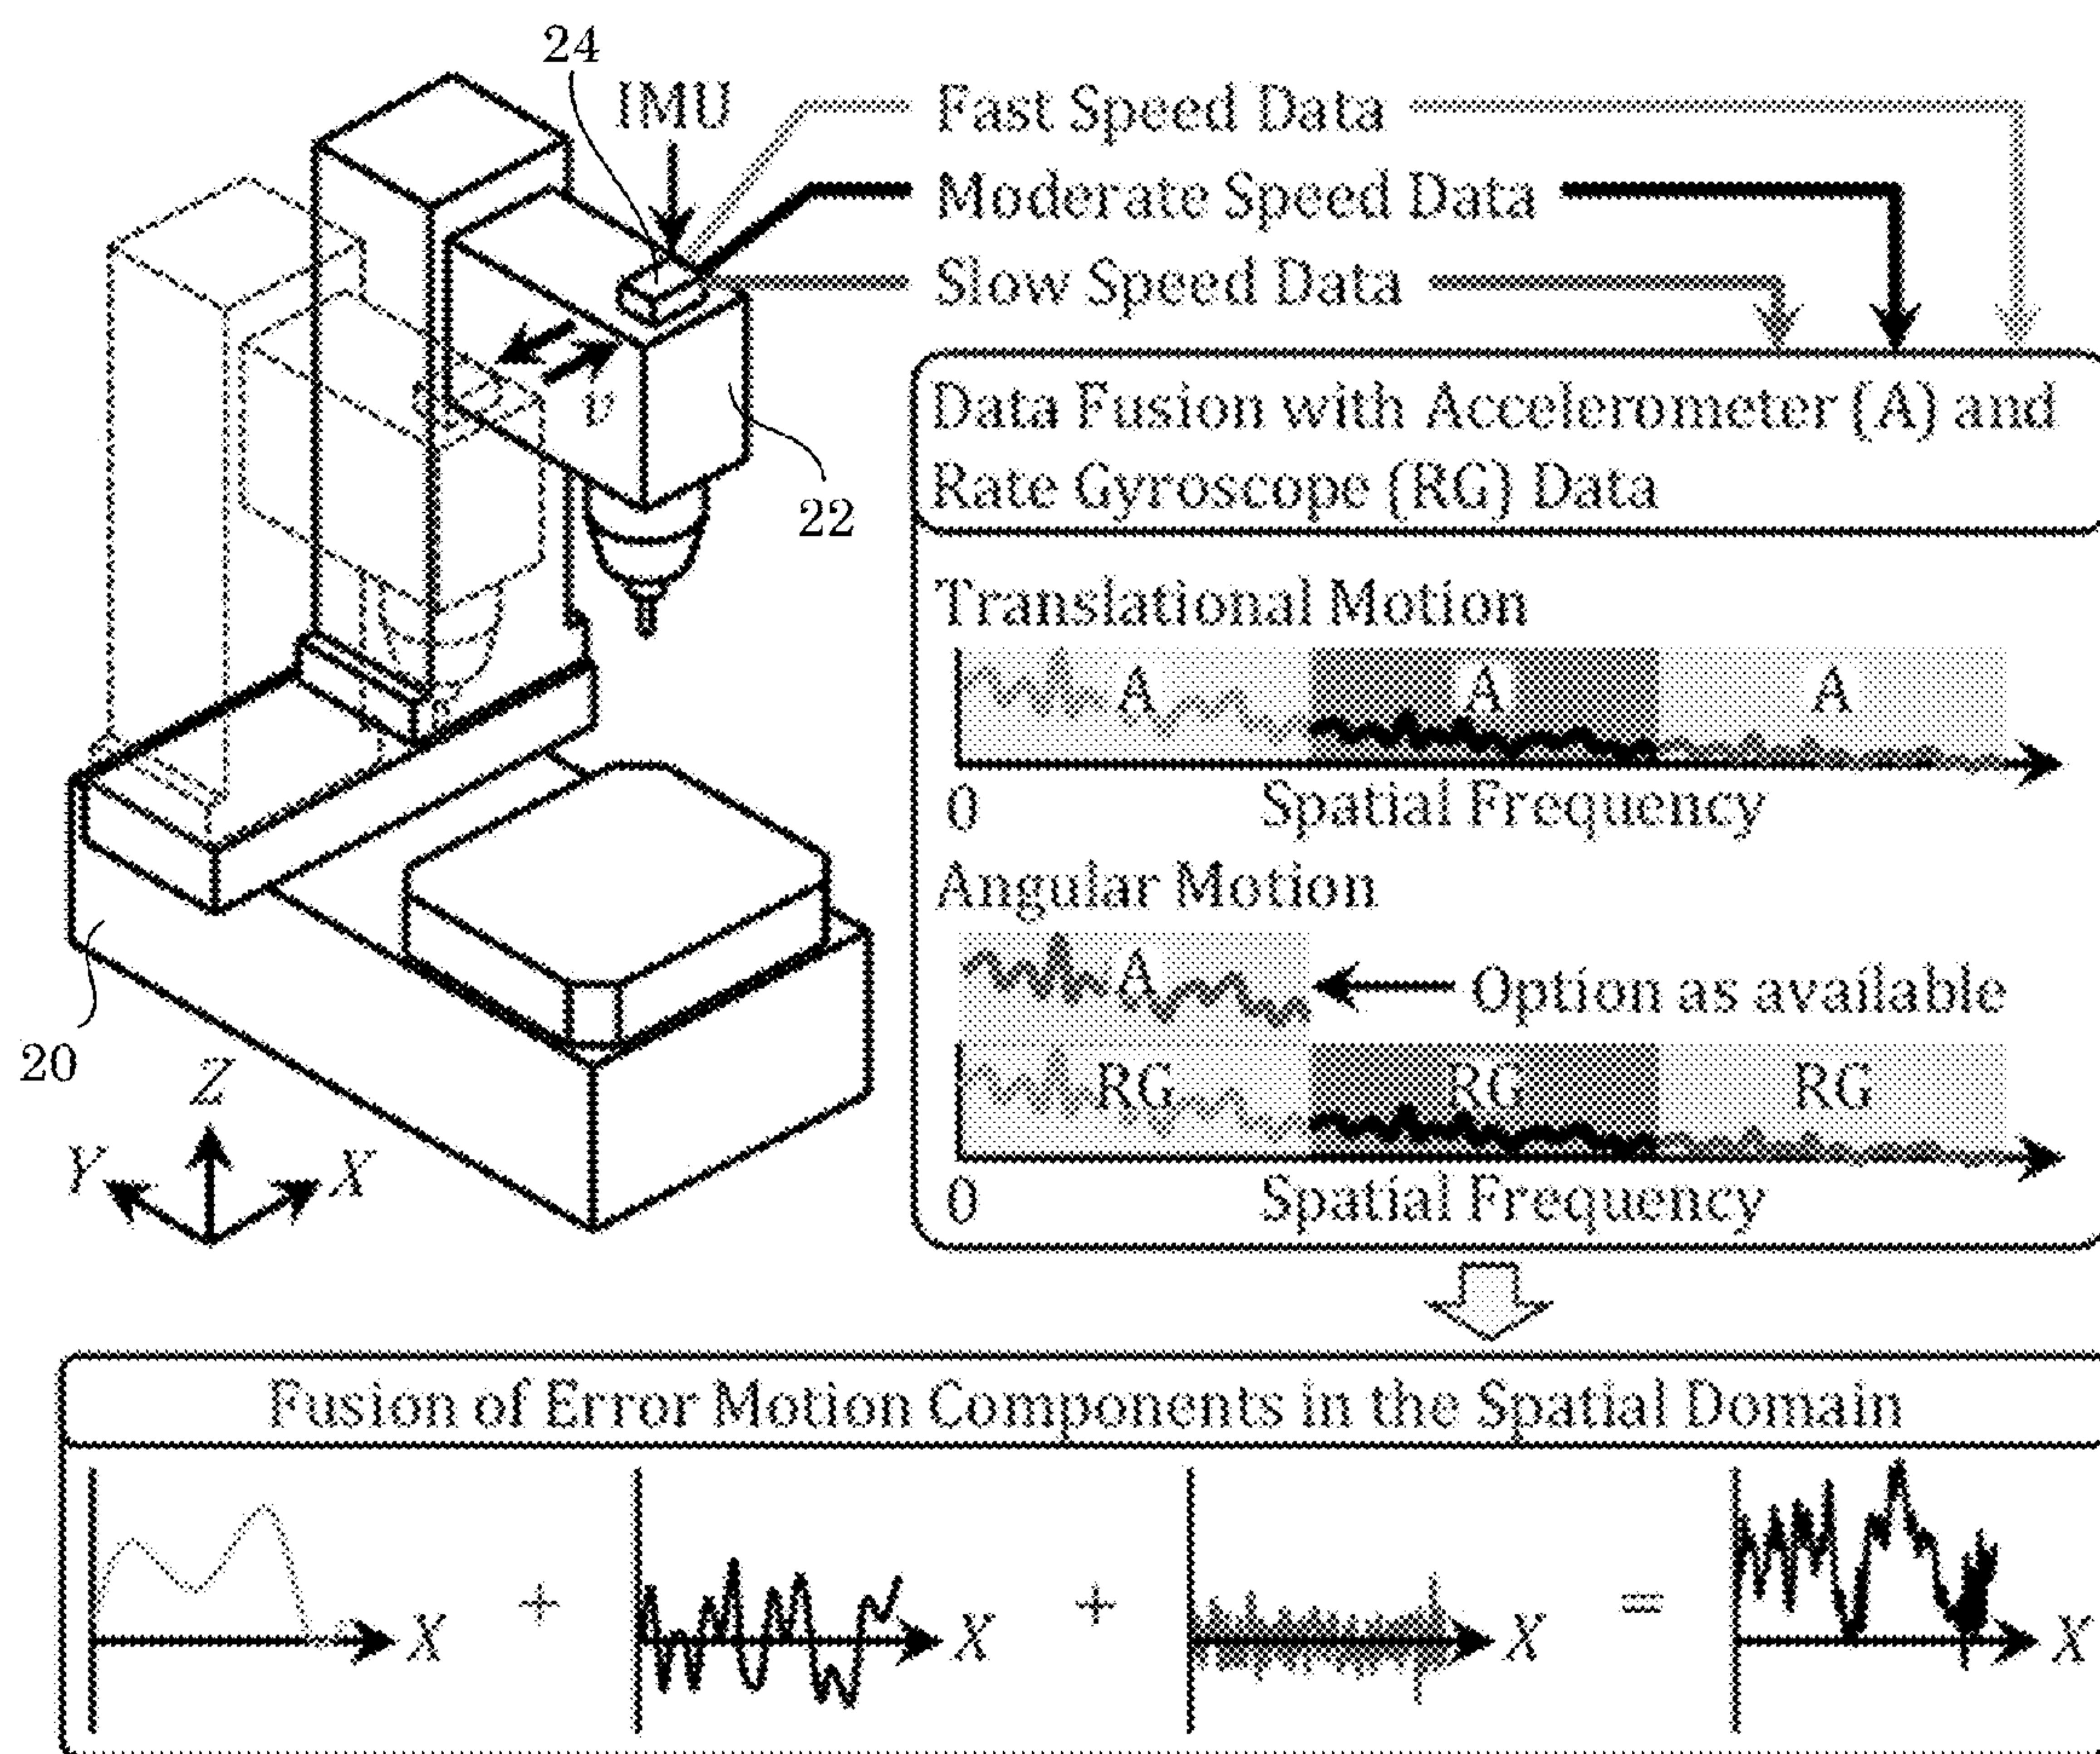 24
IMU
Fast Speed Data
Moderate Speed Data
Slow Speed Data
v
22
Data Fusion with Accelerometer (A) and
Rate Gyroscope (RG) Data
Translational Motion
A A A
0 Spatial Frequency
Angular Motion
A Option as available
RG RG RG
0 Spatial Frequency
20
Z
Y X
Fusion of Error Motion Components in the Spatial Domain
X + X + X = X